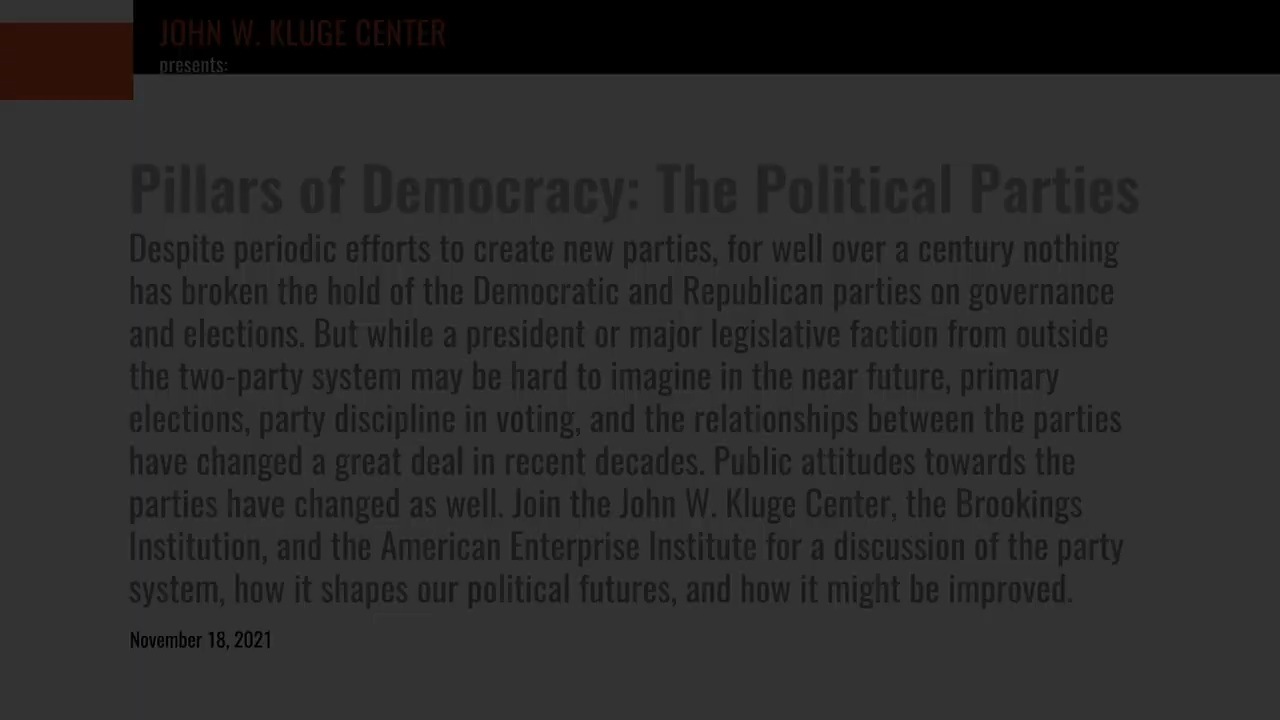 JOHN W. KLUGE CENTER
presents:
Pillars of Democracy: The Political Parties
Despite periodic efforts to create new parties, for well over a century nothing
has broken the hold of the Democratic and Republican parties on governance
and elections. But while a president or major legislative faction from outside
the two-party system may be hard to imagine in the near future, primary
elections, party discipline in voting, and the relationships between the parties
have changed a great deal in recent decades. Public attitudes towards the
parties have changed as well. Join the John W. Kluge Center, the Brookings
Institution, and the American Enterprise Institute for a discussion of the party
system, how it shapes our political futures, and how it might be improved.
November 18, 2021